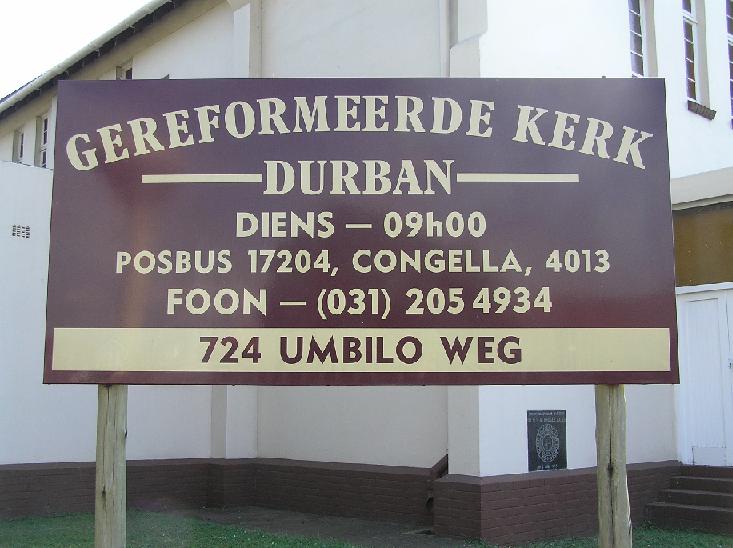 GEREFORMEERDE KERK
DURBAN
DIENS — 09h00
POSBUS 17204, CONGELLA, 4013
FOON — (031) 205 4934
724 UMBILO WEG